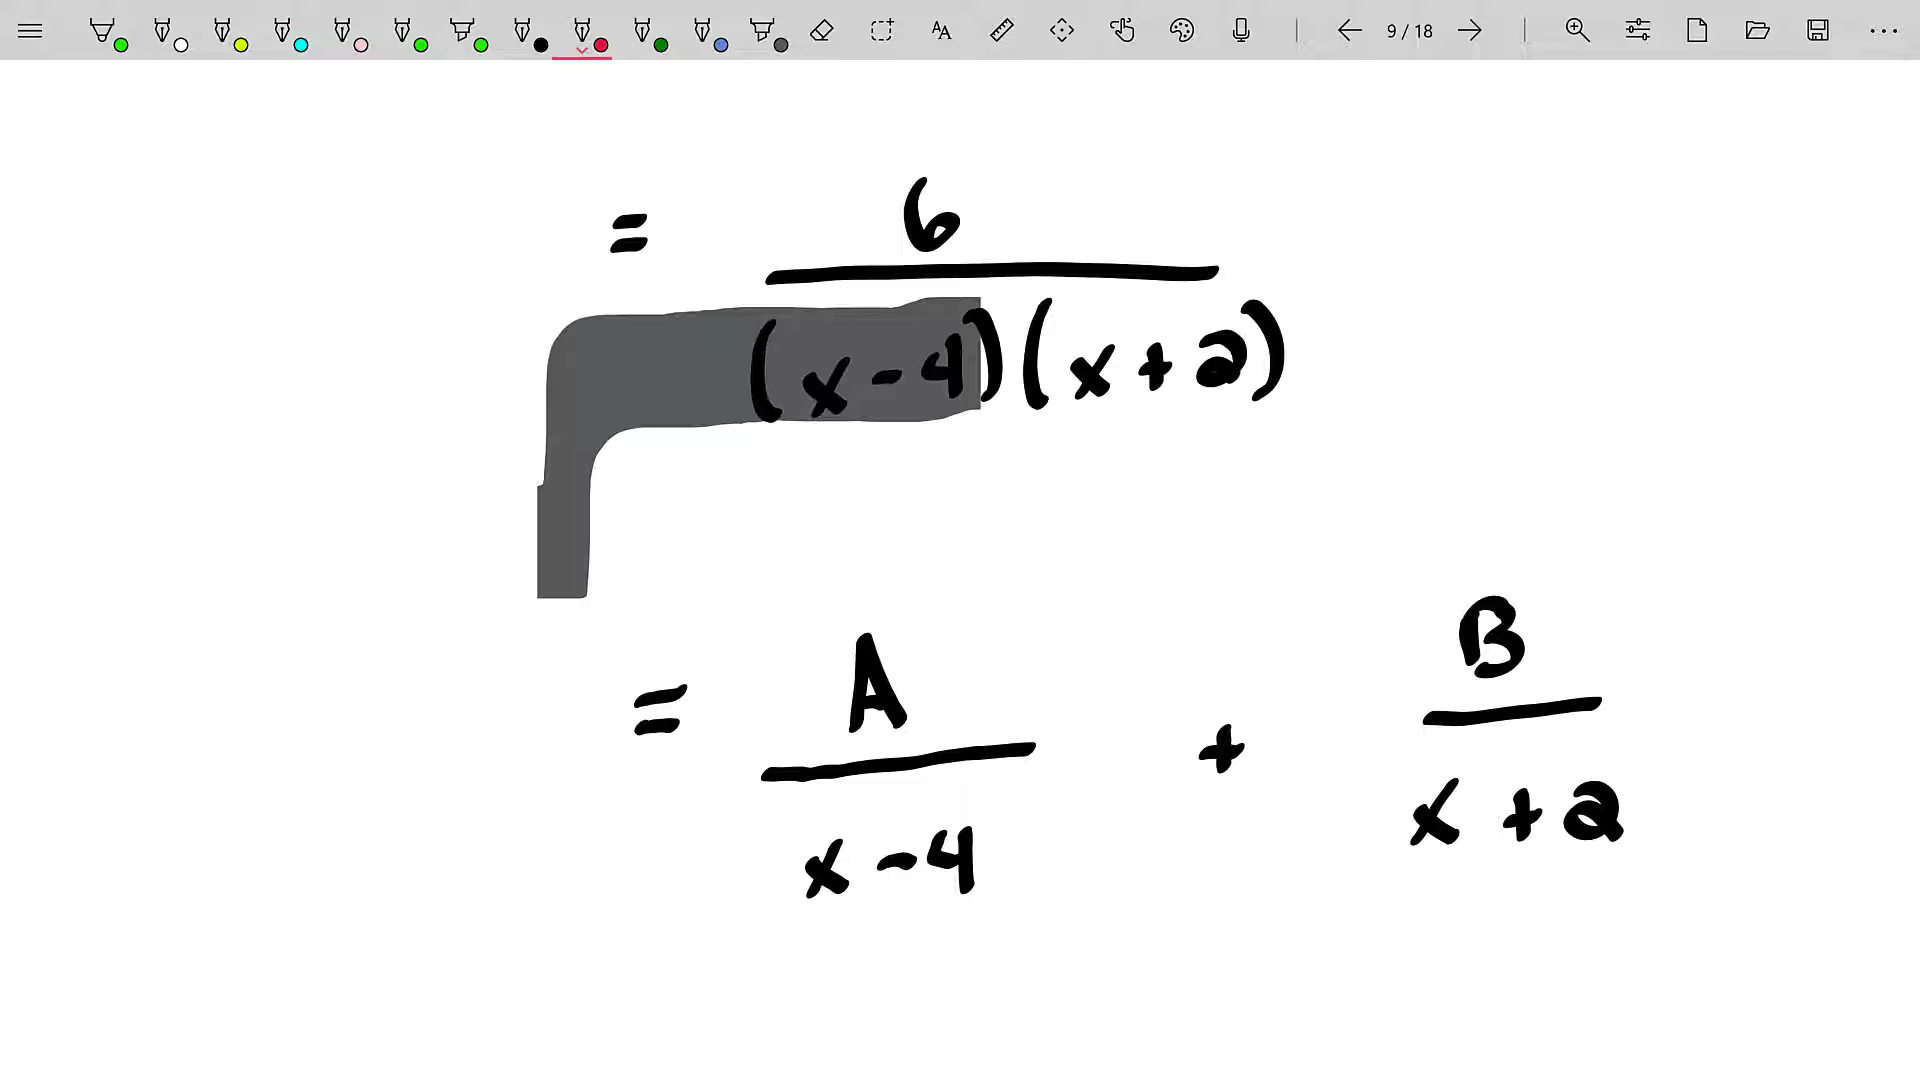 9 / 18
= 6
(x-4)(x+2)
= A + B
x-4 x+2